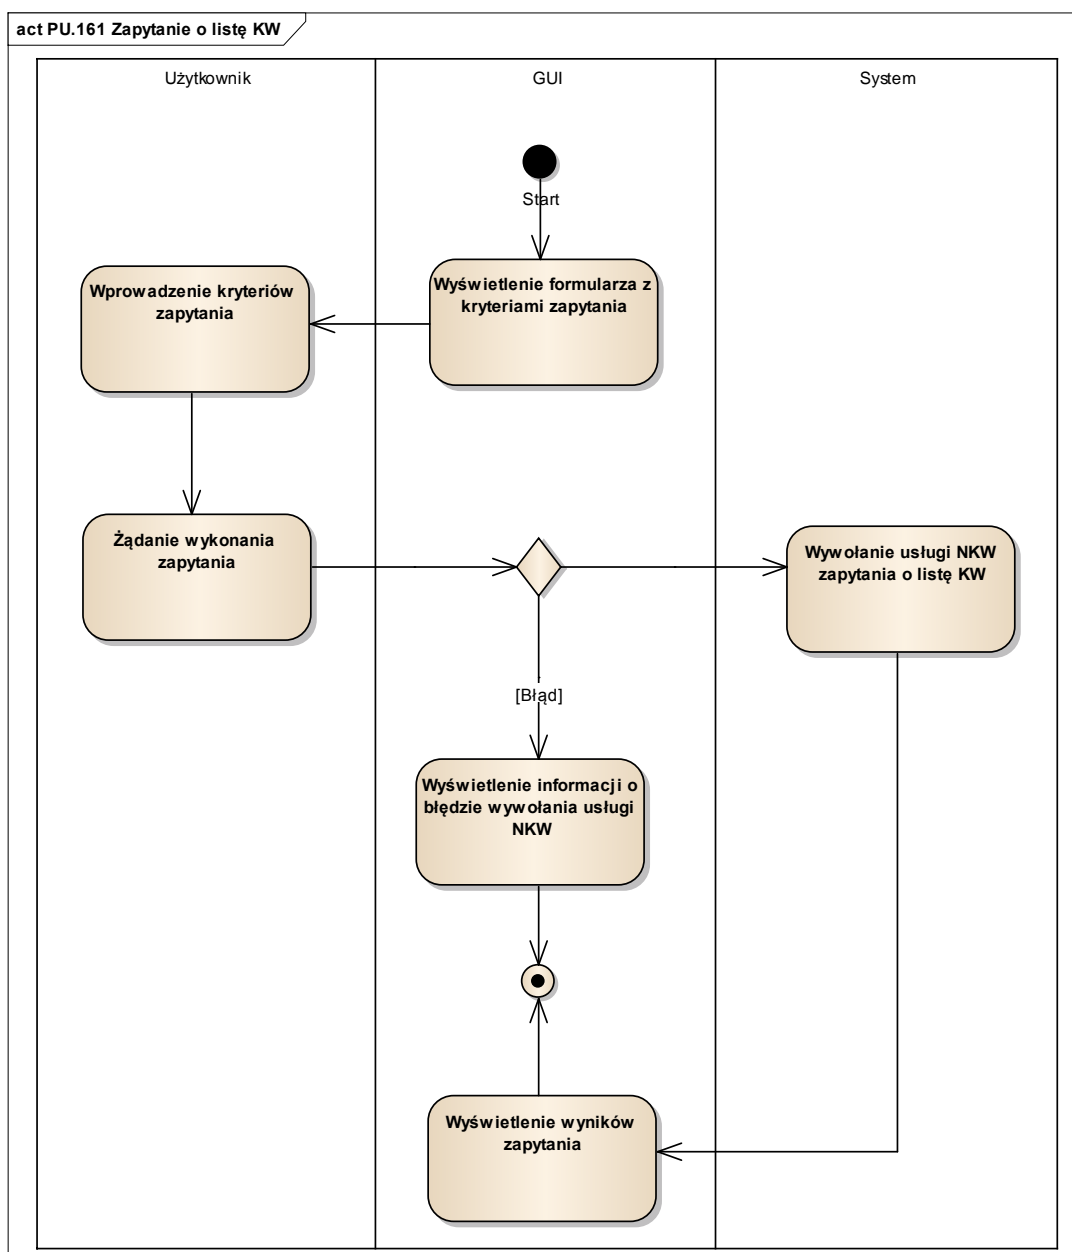 act PU.161 Zapytanie o listę KW
Użytkownik
GUI
System
Start
Wprowadzenie kryteriów
zapytania
Wyświetlenie formularza z
kryteriami zapytania
Żądanie wykonania
zapytania
Wywołanie usługi NKW
zapytania o listę KW
[Błąd]
Wyświetlenie informacji o
błędzie wywołania usługi
NKW
Wyświetlenie wyników
zapytania